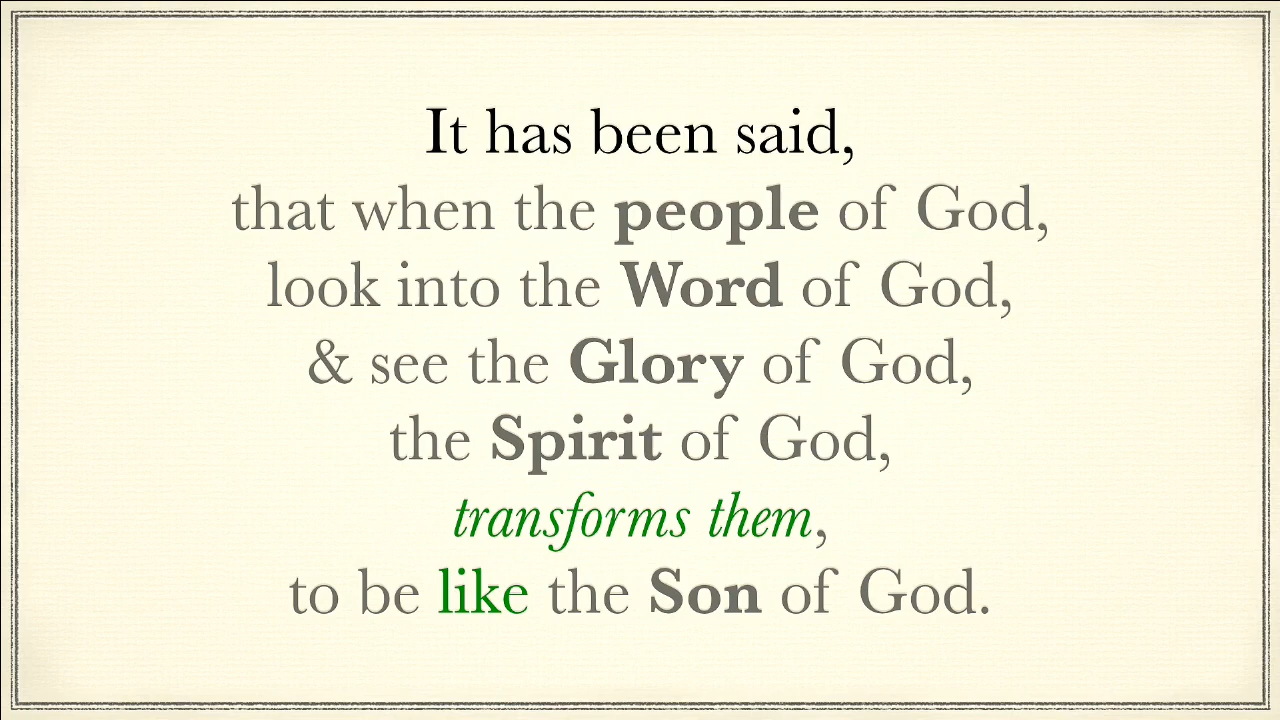 It has been said,
that when the people of God,
look into the Word of God,
& see the Glory of God,
the Spirit of God,
transforms them,
to be like the Son of God.